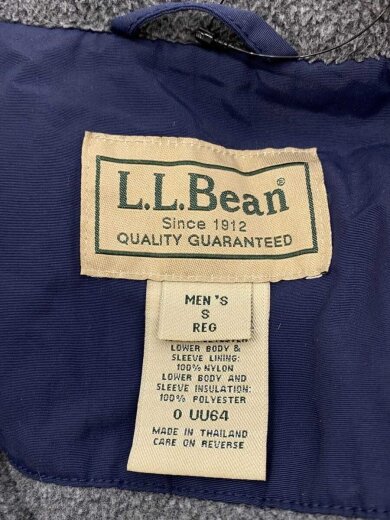 L.L.Bean®
Since 1912
QUALITY GUARANTEED
MEN'S
S
REG
LOWER BODY &
SLEEVE LINING:
100% NYLON
LOWER BODY AND
SLEEVE INSULATION:
100% POLYESTER
0 UU64
MADE IN THAILAND
CARE ON REVERSE